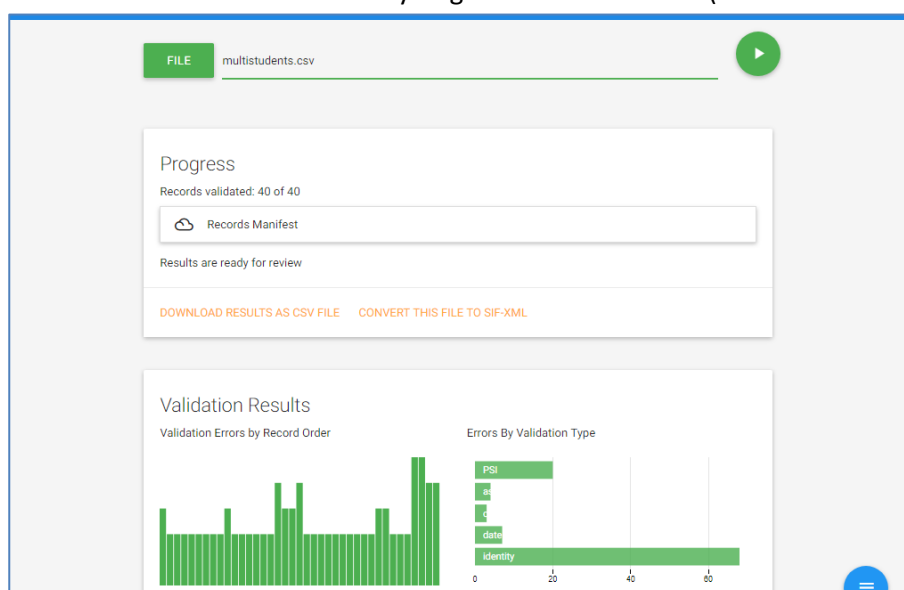 FILE multistudents.csv
Progress
Records validated: 40 of 40
Records Manifest
Results are ready for review
DOWNLOAD RESULTS AS CSV FILE CONVERT THIS FILE TO SIF-XML
Validation Results
Validation Errors by Record Order
Errors By Validation Type
PSI
date
identity
0 20 40 60